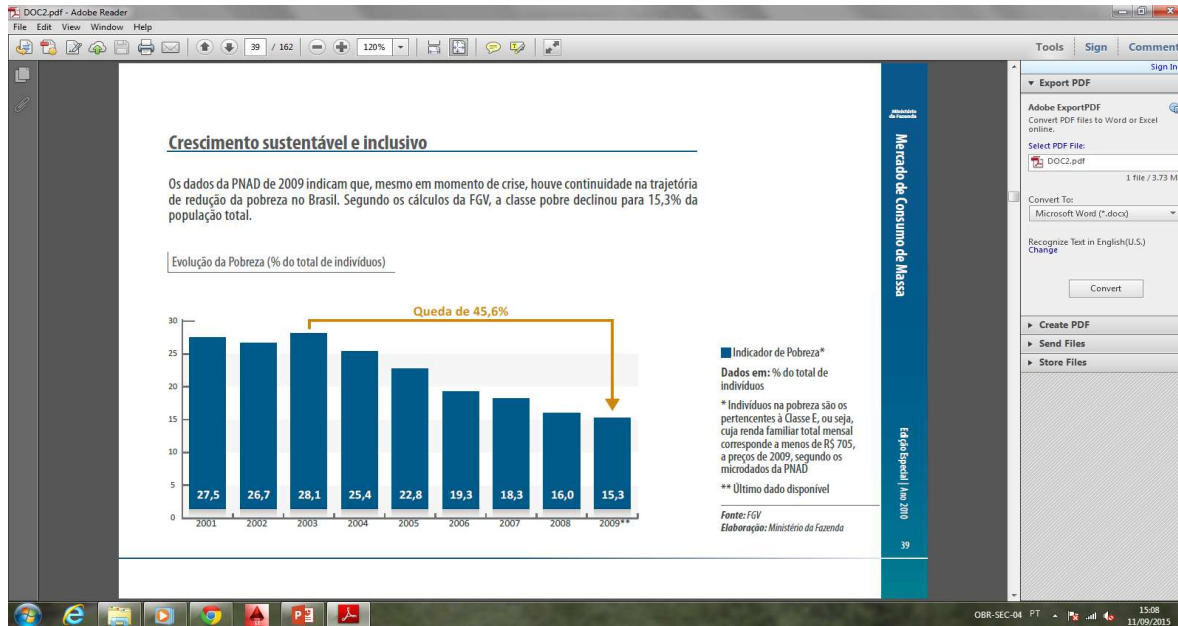 DOC2.pdf - Adobe Reader
File Edit View Window Help
39 / 162 120% Tools Sign Comment
Sign In
Export PDF
Adobe ExportPDF
Convert PDF files to Word or Excel
online.
Select PDF File:
DOC2.pdf
1 file / 3.73 M
Convert To:
Microsoft Word (*.docx)
Recognize Text in English(U.S.)
Change
Convert
Create PDF
Send Files
Store Files
Ministério
da Fazenda
Mercado de Consumo de Massa
Edição Especial | Ano 2010
39
Crescimento sustentável e inclusivo
Os dados da PNAD de 2009 indicam que, mesmo em momento de crise, houve continuidade na trajetória
de redução da pobreza no Brasil. Segundo os cálculos da FGV, a classe pobre declinou para 15,3% da
população total.
Evolução da Pobreza (% do total de indivíduos)
Queda de 45,6%
30
25
20
15
10
5
0
27,5 26,7 28,1 25,4 22,8 19,3 18,3 16,0 15,3
2001 2002 2003 2004 2005 2006 2007 2008 2009**
Indicador de Pobreza*
Dados em: % do total de
indivíduos
* Indivíduos na pobreza são os
pertencentes à Classe E, ou seja,
cuja renda familiar total mensal
corresponde a menos de R$ 705,
a preços de 2009, segundo os
microdados da PNAD
** Último dado disponível
Fonte: FGV
Elaboração: Ministério da Fazenda
OBR-SEC-04 PT 15:08
11/09/2015